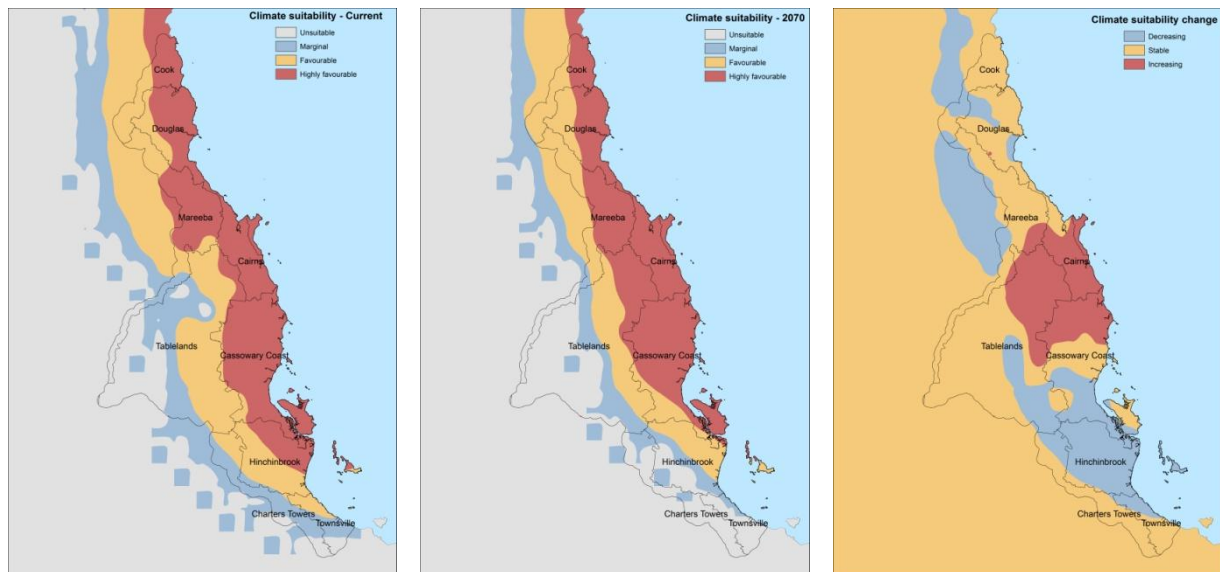 Climate suitability - Current
Unsuitable
Marginal
Favourable
Highly favourable
Cook
Douglas
Mareeba
Cairns
Tablelands
Cassowary Coast
Hinchinbrook
Charters Towers
Townsville
Climate suitability - 2070
Unsuitable
Marginal
Favourable
Highly favourable
Cook
Douglas
Mareeba
Cairns
Tablelands
Cassowary Coast
Hinchinbrook
Charters Towers
Townsville
Climate suitability change
Decreasing
Stable
Increasing
Cook
Douglas
Mareeba
Cairns
Tablelands
Cassowary Coast
Hinchinbrook
Charters Towers
Townsville